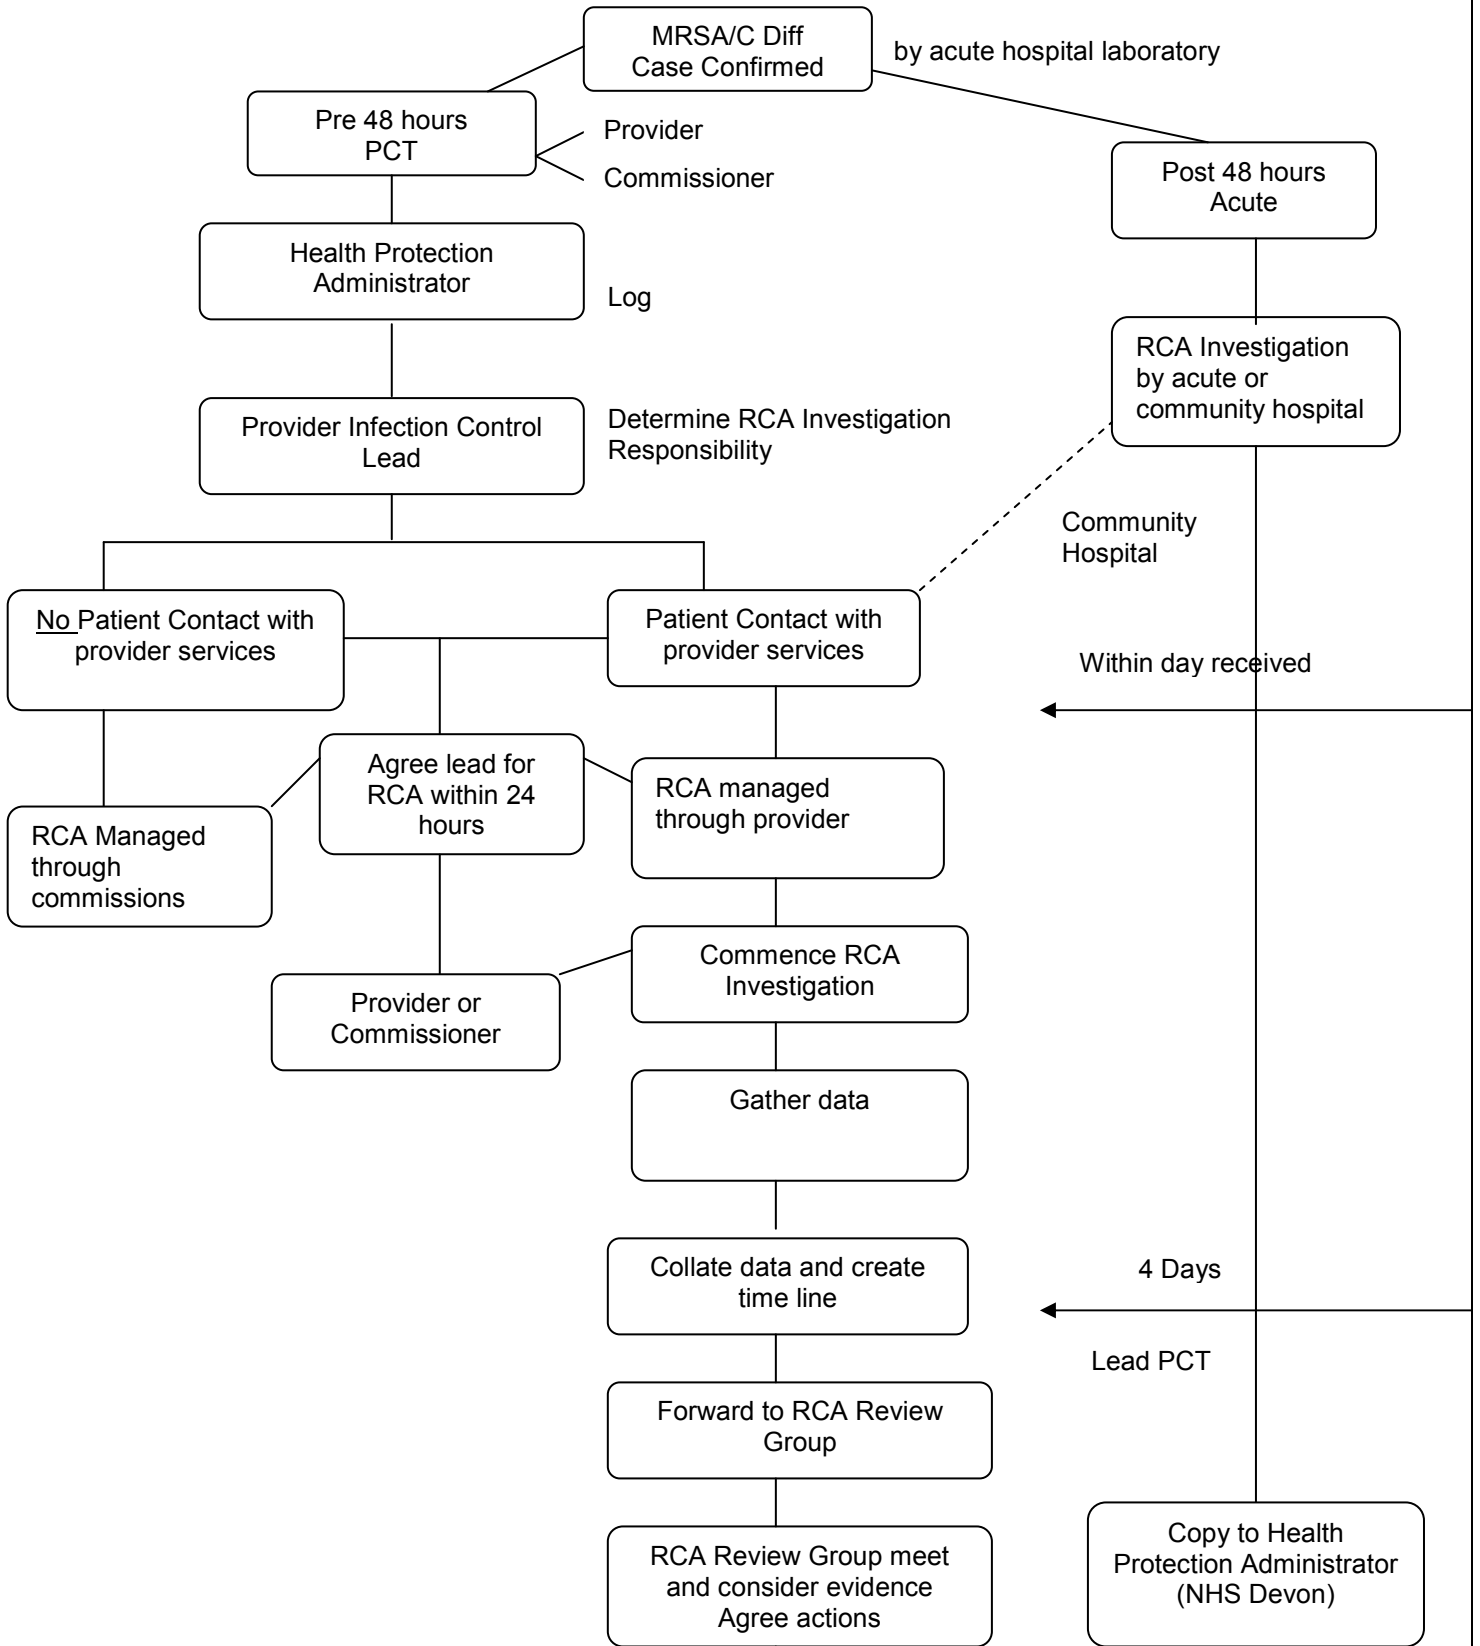 MRSA/C Diff
Case Confirmed
by acute hospital laboratory
Pre 48 hours
PCT
Provider
Commissioner
Post 48 hours
Acute
Health Protection
Administrator
Log
RCA Investigation
by acute or
community hospital
Provider Infection Control
Lead
Determine RCA Investigation
Responsibility
Community
Hospital
No Patient Contact with
provider services
Patient Contact with
provider services
Within day received
Agree lead for
RCA within 24
hours
RCA managed
through provider
RCA Managed
through
commissions
Commence RCA
Investigation
Provider or
Commissioner
Gather data
Collate data and create
time line
4 Days
Lead PCT
Forward to RCA Review
Group
RCA Review Group meet
and consider evidence
Agree actions
Copy to Health
Protection Administrator
(NHS Devon)